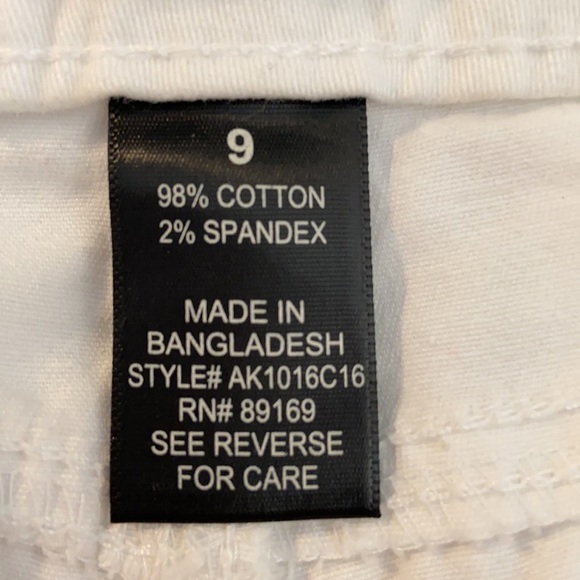 9
98% COTTON
2% SPANDEX
MADE IN
BANGLADESH
STYLE# AK1016C16
RN# 89169
SEE REVERSE
FOR CARE